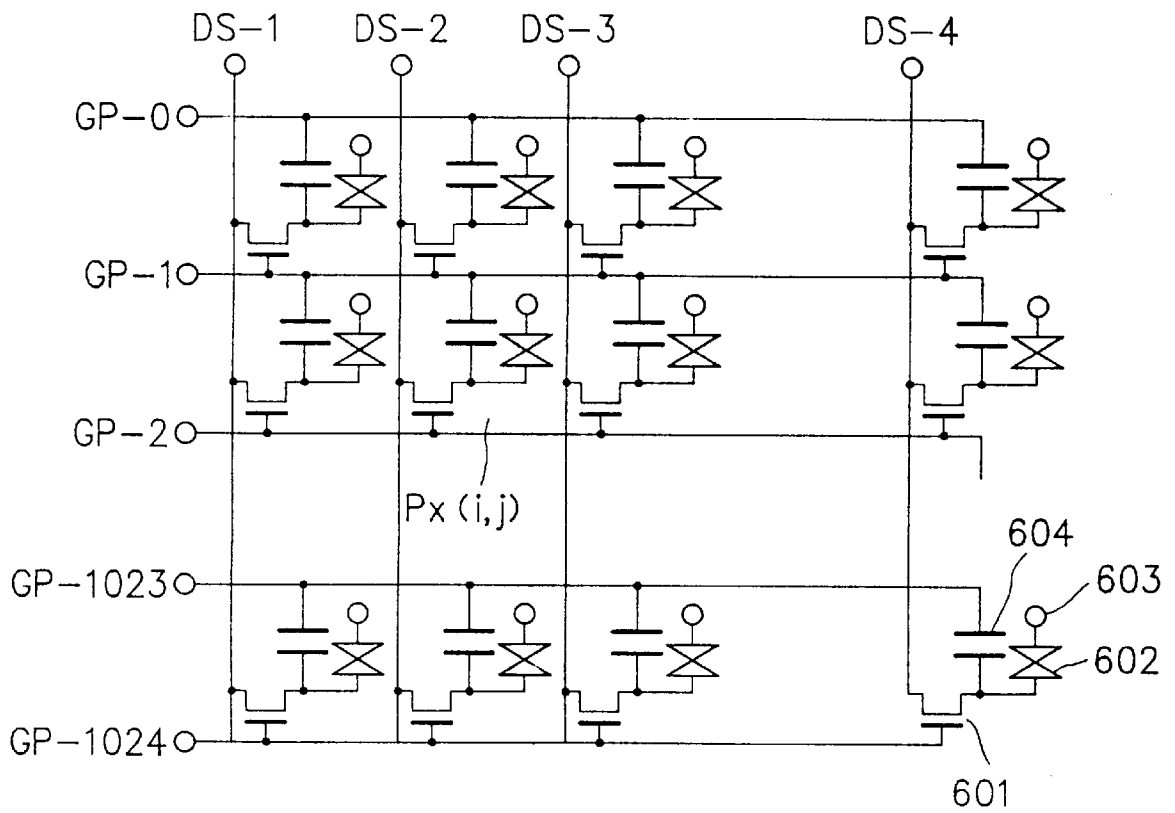 DS-1 DS-2 DS-3 DS-4
GP-0
GP-1
GP-2
Px (i,j)
604
GP-1023
603
602
GP-1024
601